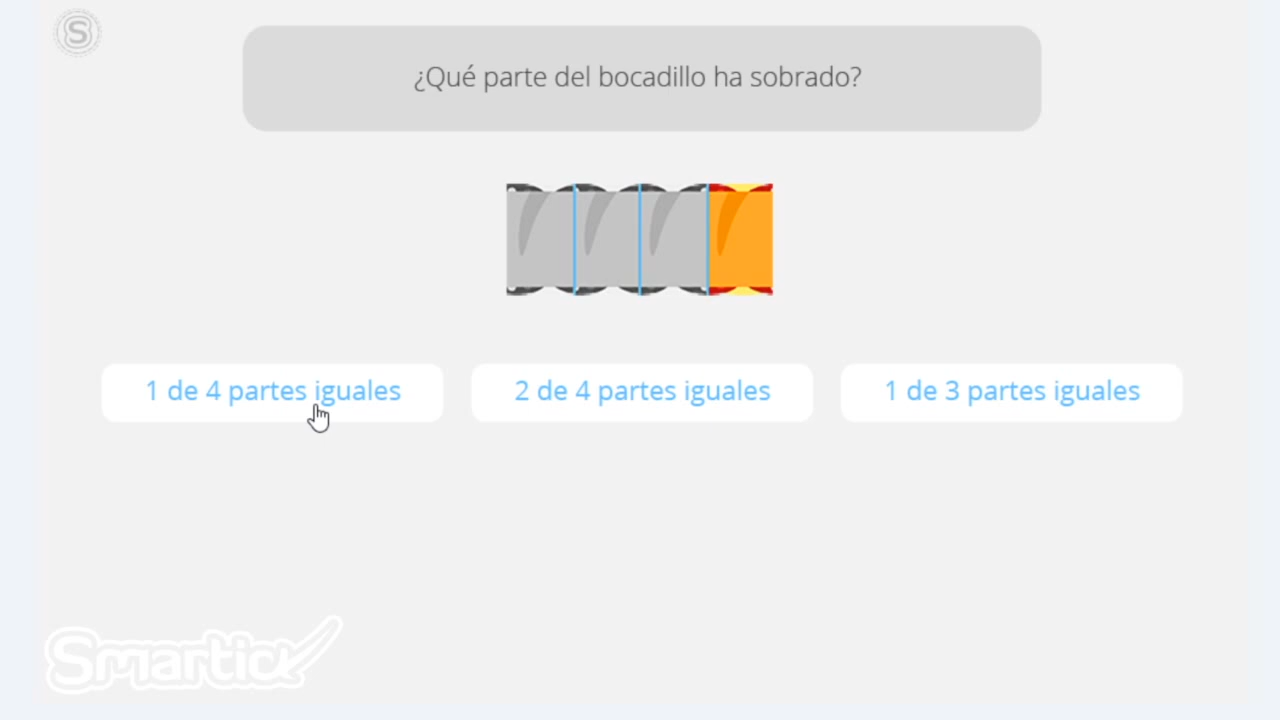 S
¿Qué parte del bocadillo ha sobrado?
1 de 4 partes iguales
2 de 4 partes iguales
1 de 3 partes iguales
Smartick